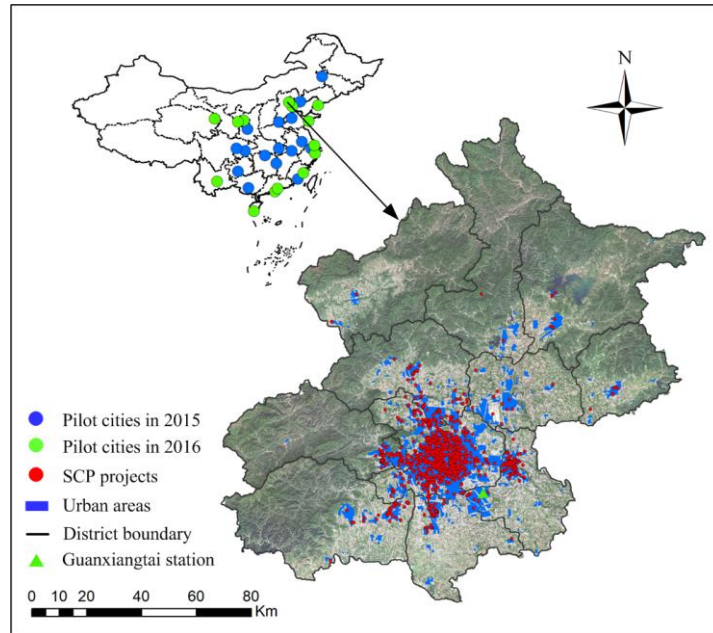 N
Pilot cities in 2015
Pilot cities in 2016
SCP projects
Urban areas
District boundary
Guanxiangtai station
0 5 10 20 40 60 80
Km